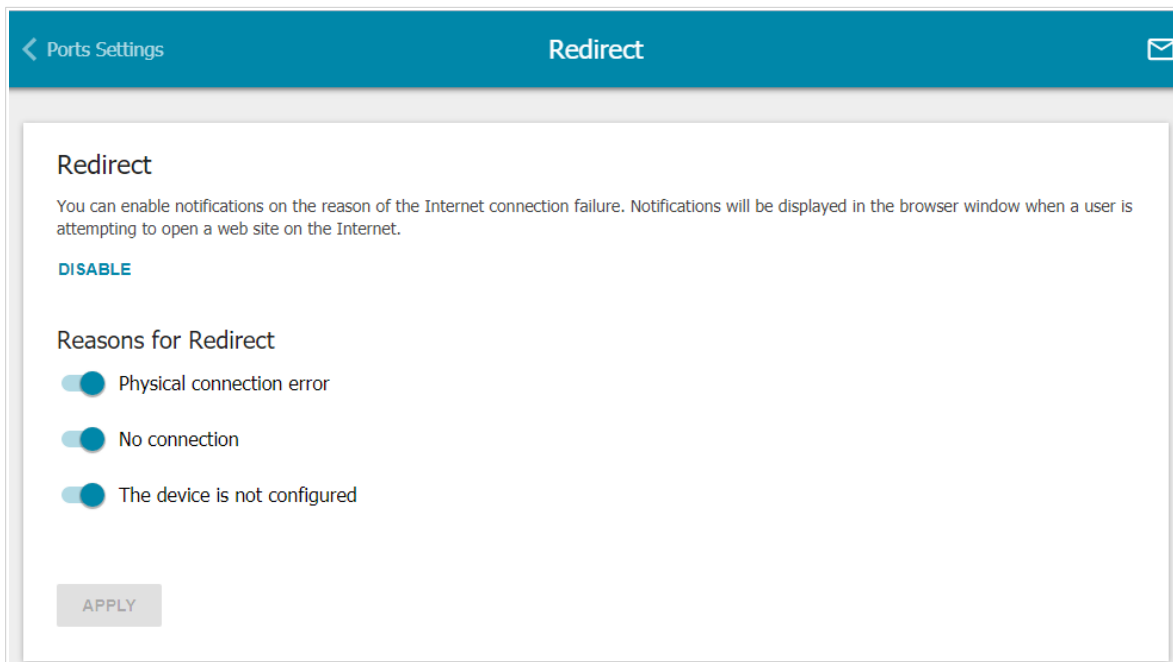 Ports Settings
Redirect
Redirect
You can enable notifications on the reason of the Internet connection failure. Notifications will be displayed in the browser window when a user is
attempting to open a web site on the Internet.
DISABLE
Reasons for Redirect
Physical connection error
No connection
The device is not configured
APPLY